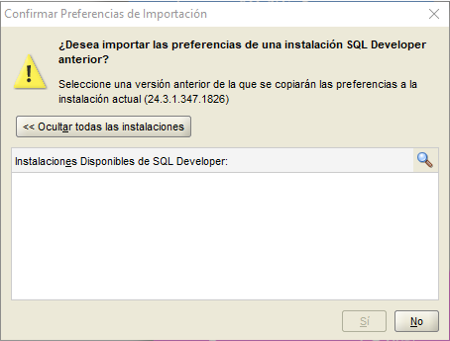 Confirmar Preferencias de Importación
¿Desea importar las preferencias de una instalación SQL Developer
anterior?
Seleccione una versión anterior de la que se copiarán las preferencias a la
instalación actual (24.3.1.347.1826)
<< Ocultar todas las instalaciones
Instalaciones Disponibles de SQL Developer:
Sí
No